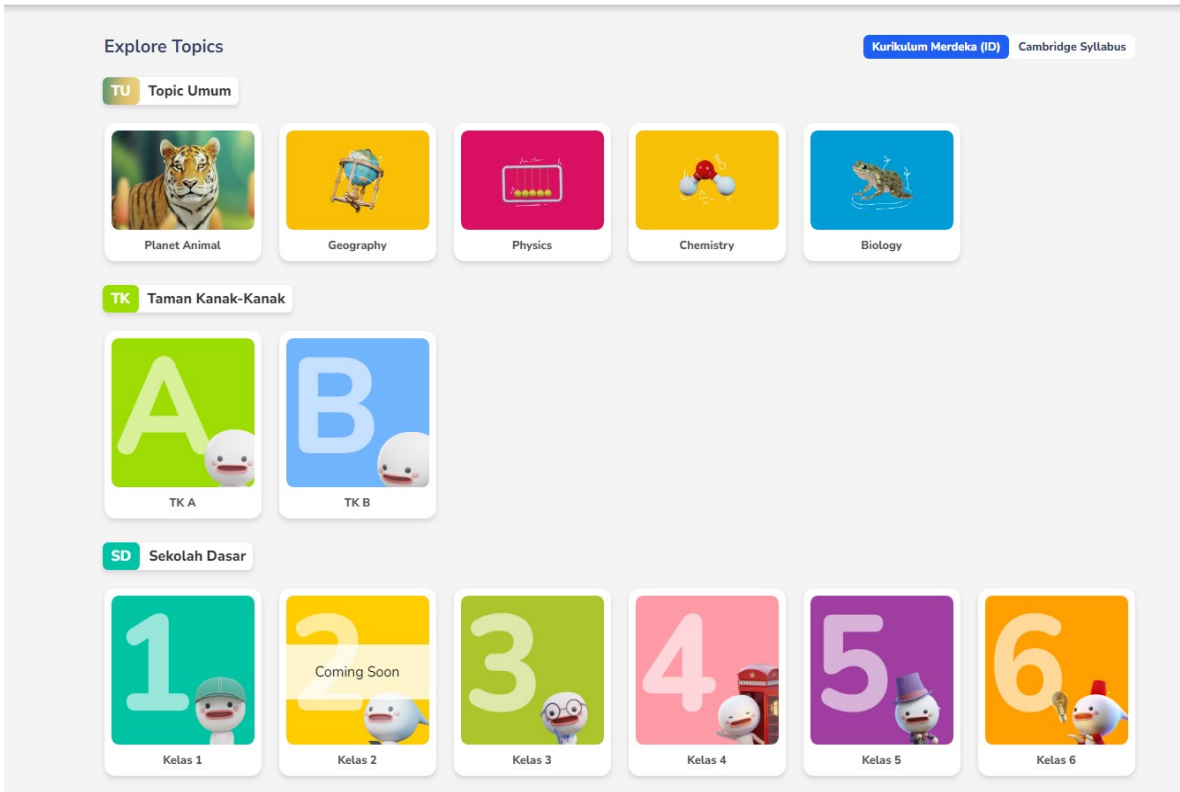 Explore Topics
Kurikulum Merdeka (ID) Cambridge Syllabus
TU Topic Umum
Planet Animal
Geography
Physics
Chemistry
Biology
TK Taman Kanak-Kanak
A
TK A
B
TK B
SD Sekolah Dasar
1
Kelas 1
2
Coming Soon
Kelas 2
3
Kelas 3
4
Kelas 4
5
Kelas 5
6
Kelas 6